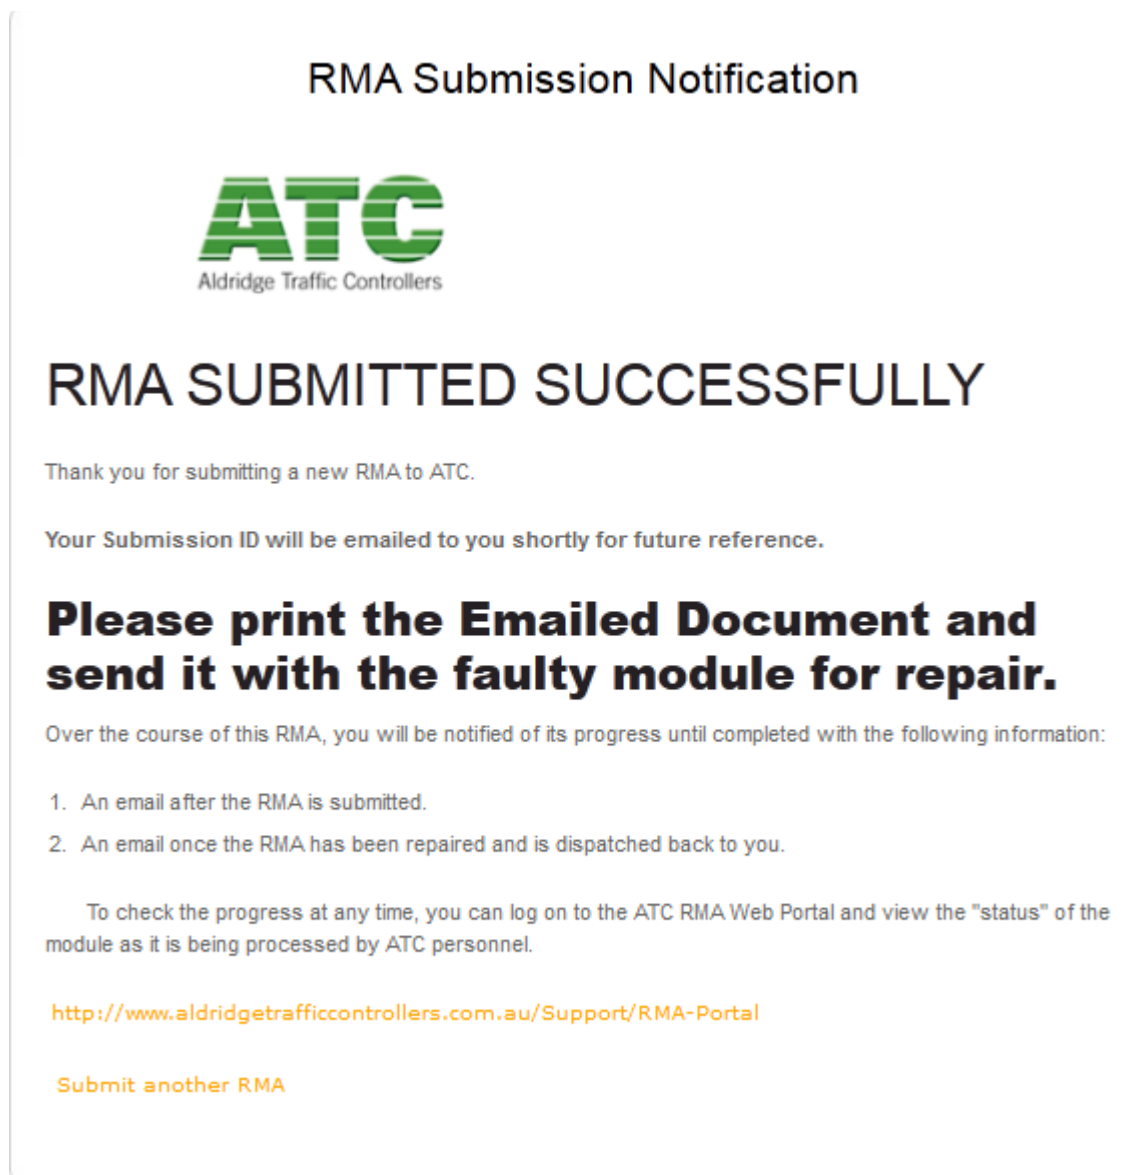 RMA Submission Notification
ATC
Aldridge Traffic Controllers
RMA SUBMITTED SUCCESSFULLY
Thank you for submitting a new RMA to ATC.
Your Submission ID will be emailed to you shortly for future reference.
Please print the Emailed Document and
send it with the faulty module for repair.
Over the course of this RMA, you will be notified of its progress until completed with the following information:
1. An email after the RMA is submitted.
2. An email once the RMA has been repaired and is dispatched back to you.
To check the progress at any time, you can log on to the ATC RMA Web Portal and view the "status" of the
module as it is being processed by ATC personnel.
http://www.aldridgetrafficcontrollers.com.au/Support/RMA-Portal
Submit another RMA